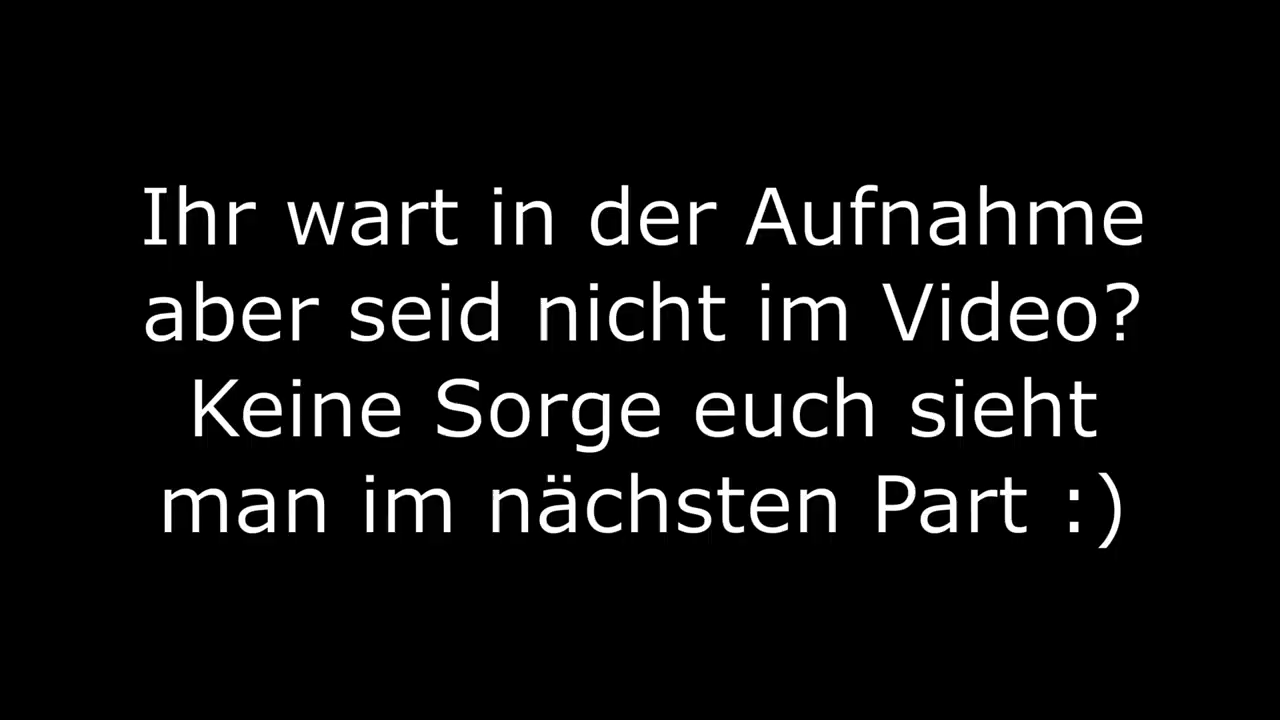 Ihr wart in der Aufnahme
aber seid nicht im Video?
Keine Sorge euch sieht
man im nächsten Part :)